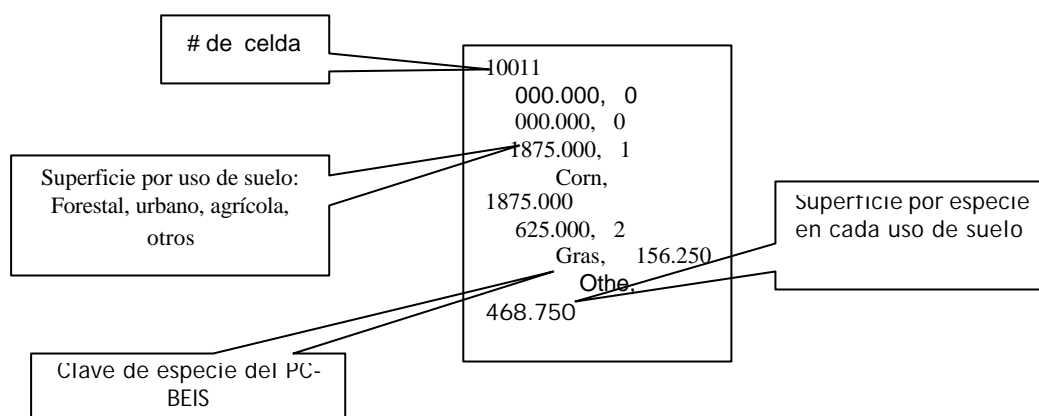 # de celda
10011
000.000, 0
000.000, 0
1875.000, 1
Corn,
1875.000
625.000, 2
Gras, 156.250
Othe,
468.750
Superficie por uso de suelo:
Forestal, urbano, agrícola,
otros
Superficie por especie
en cada uso de suelo
Clave de especie del PC-
BEIS